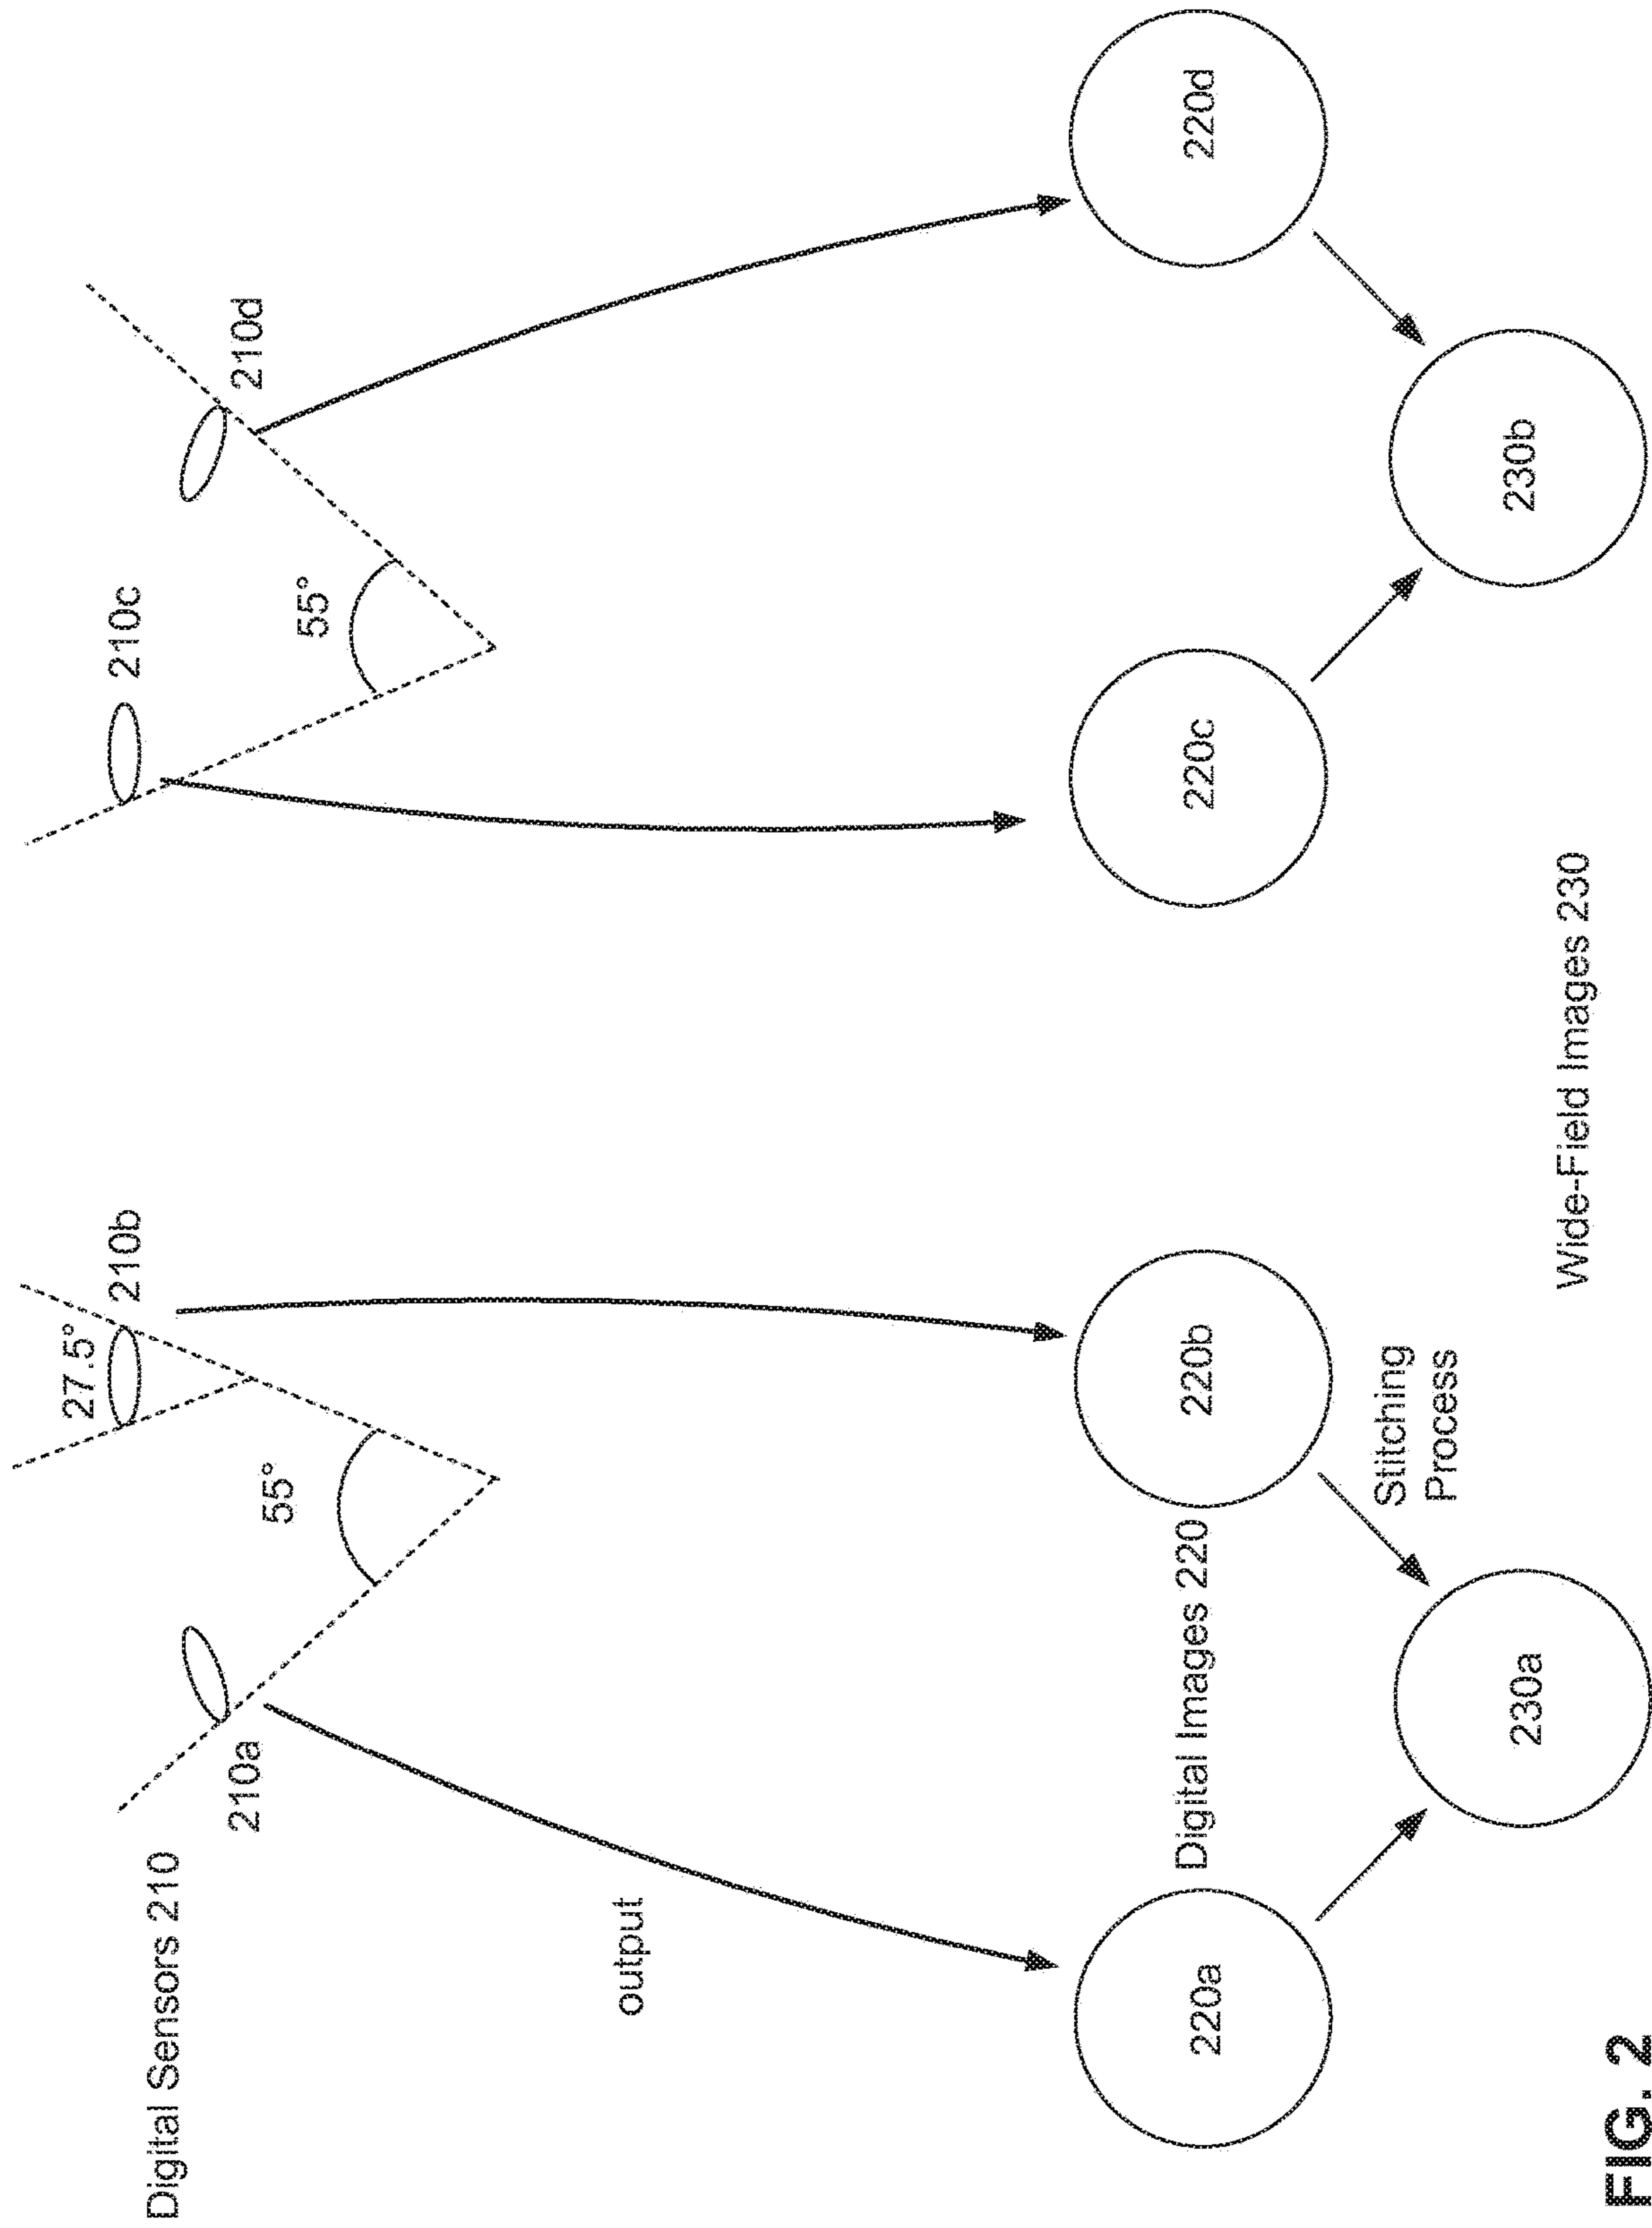 Digital Sensors 210
210a
27.5°
210b
210c
210d
55°
55°
output
220a
Digital Images 220
220b
220c
220d
Stitching
Process
230a
230b
Wide-Field Images 230
FIG. 2